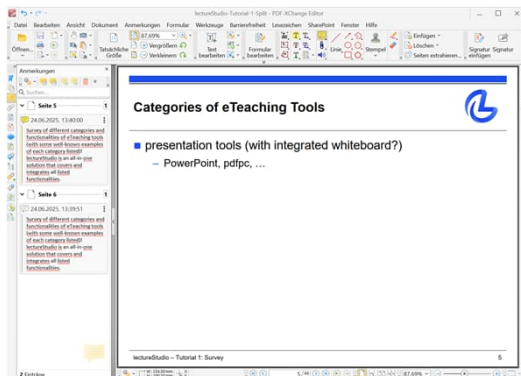 lectureStudio-Tutorial-1-Split - PDF-XChange Editor
Datei Bearbeiten Ansicht Dokument Anmerkungen Formular Werkzeuge Barrierefreiheit Lesezeichen SharePoint Fenster Hilfe
Öffnen... Tatsächliche Größe 87,69% Vergrößern Verkleinern Text bearbeiten Formular bearbeiten Linie Stempel Einfügen Löschen Seiten extrahieren... Signatur einfügen Signatur
Anmerkungen
Suchen...
Seite 5 1
24.06.2025, 13:40:00
Survey of different categories and
functionalities of eTeaching tools
(with some well-known examples
of each category listed)!
lectureStudio is an all-in-one
solution that covers and
integrates all listed
functionalities.
Seite 6 1
24.06.2025, 13:39:51
Survey of different categories and
functionalities of eTeaching tools
(with some well-known examples
of each category listed)!
lectureStudio is an all-in-one
solution that covers and
integrates all listed
functionalities.
2 Einträge
Categories of eTeaching Tools
presentation tools (with integrated whiteboard?)
– PowerPoint, pdfpc, …
lectureStudio – Tutorial 1: Survey 5
87,69%